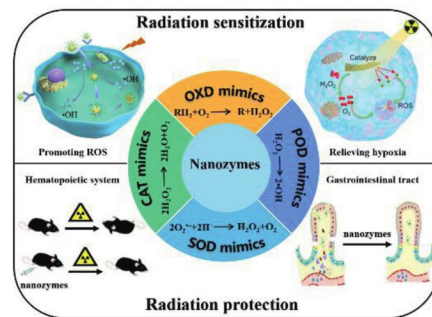 Radiation sensitization
•OH
•OH
Promoting ROS
Catalyze
H₂O₂
O₂
ROS
Relieving hypoxia
OXD mimics
RH₂+O₂ → R+H₂O₂
CAT mimics
2H₂O₂ → 2H₂O+O₂
Nanozymes
POD mimics
H₂O₂ → 2•OH
2O₂•⁻+2H → H₂O₂+O₂
SOD mimics
Hematopoietic system
nanozymes
Gastrointestinal tract
nanozymes
Radiation protection